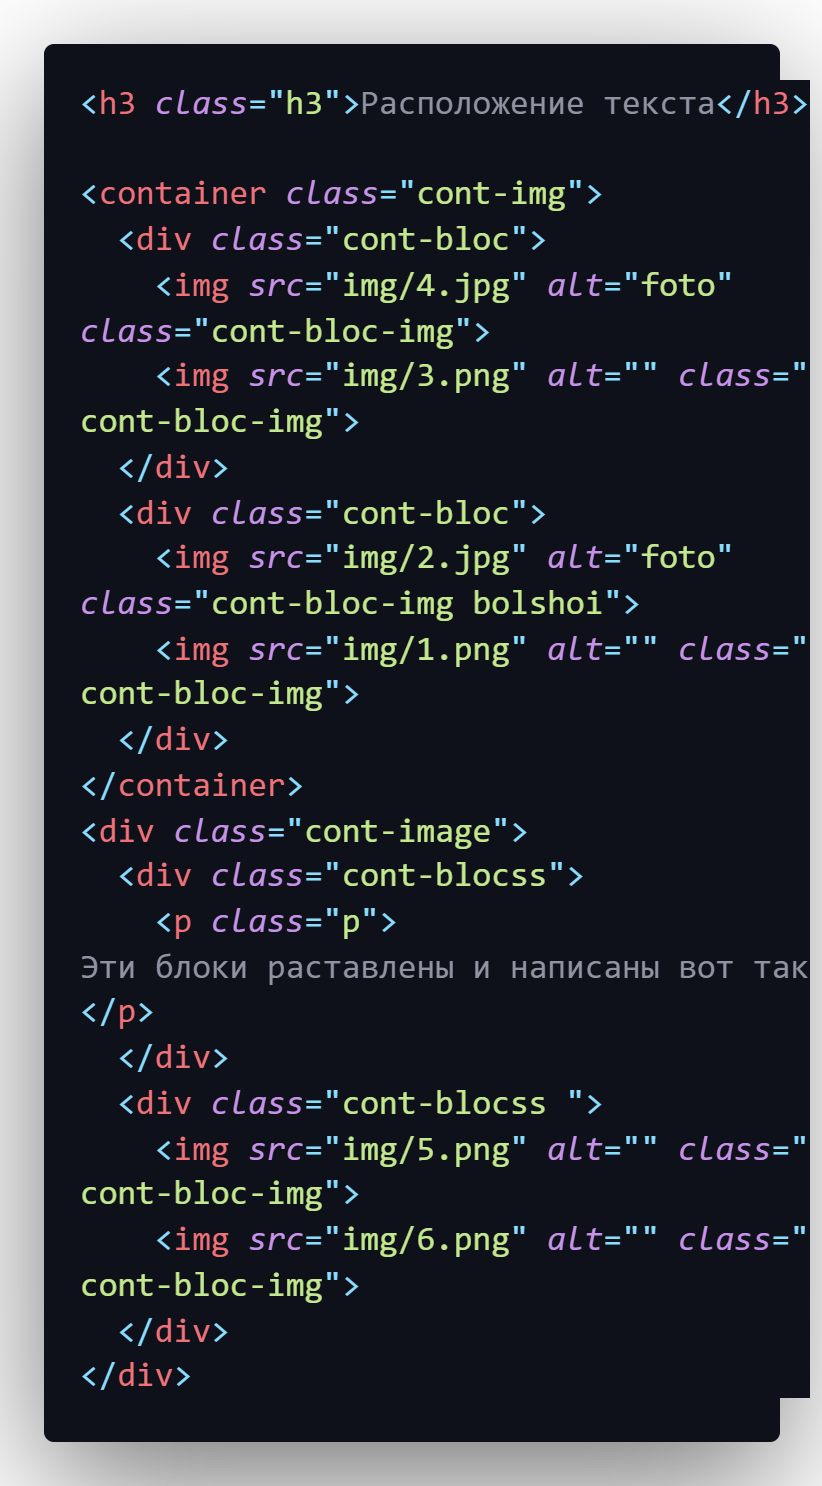 <h3 class="h3">Расположение текста</h3>
<container class="cont-img">
  <div class="cont-bloc">
    <img src="img/4.jpg" alt="foto"
class="cont-bloc-img">
    <img src="img/3.png" alt="" class="
cont-bloc-img">
  </div>
  <div class="cont-bloc">
    <img src="img/2.jpg" alt="foto"
class="cont-bloc-img bolshoi">
    <img src="img/1.png" alt="" class="
cont-bloc-img">
  </div>
</container>
<div class="cont-image">
  <div class="cont-blocss">
    <p class="p">
Эти блоки раставлены и написаны вот так
</p>
  </div>
  <div class="cont-blocss ">
    <img src="img/5.png" alt="" class="
cont-bloc-img">
    <img src="img/6.png" alt="" class="
cont-bloc-img">
  </div>
</div>